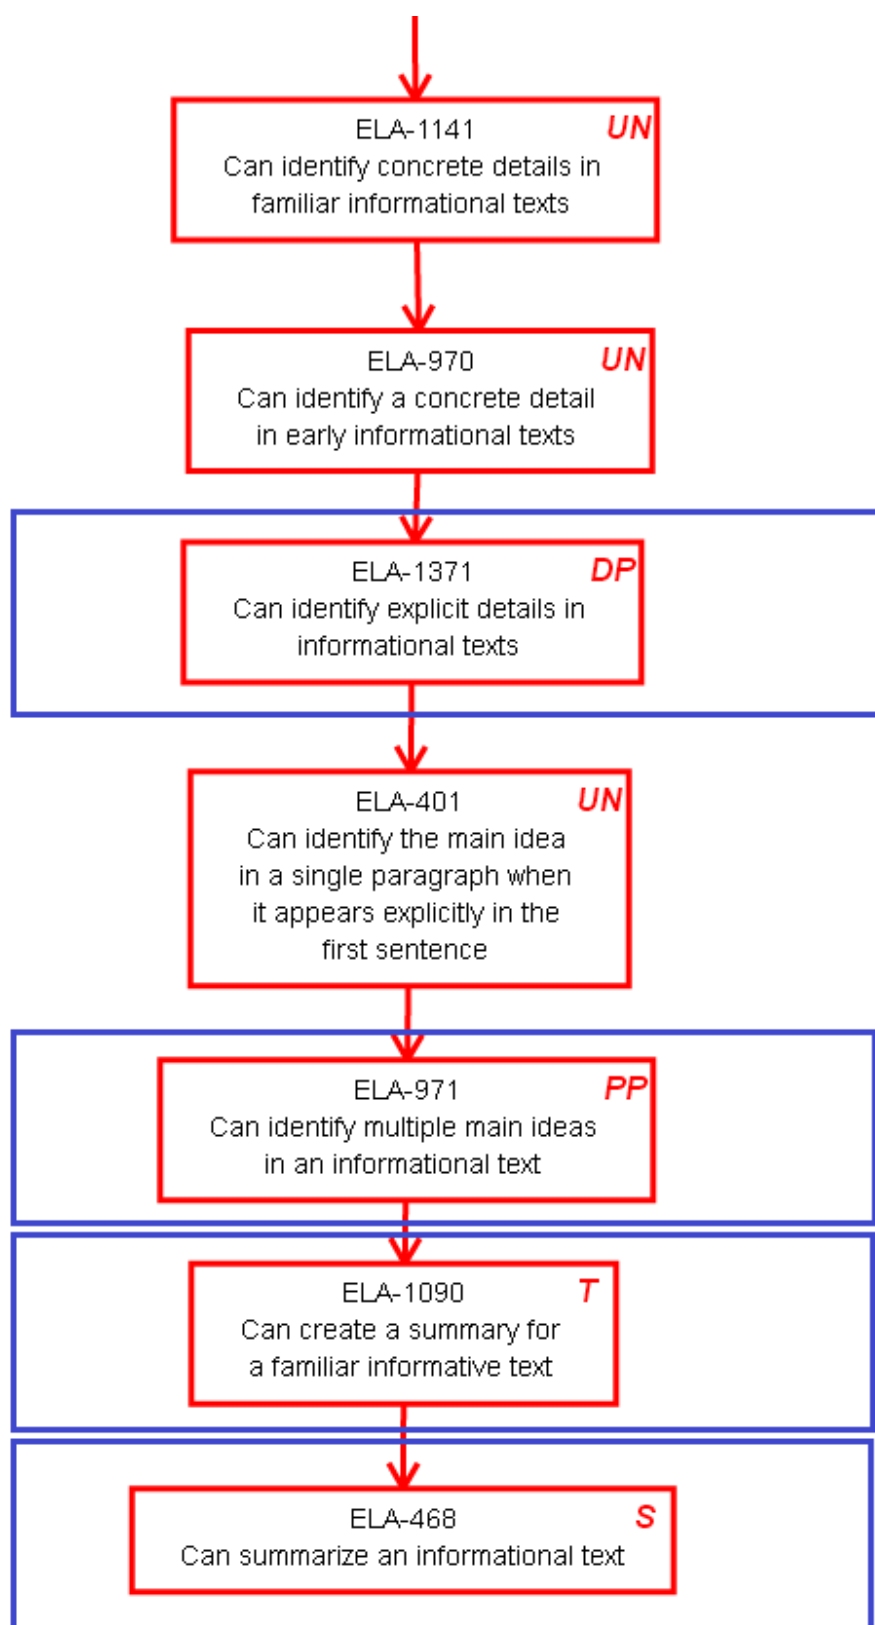 ELA-1141 UN
Can identify concrete details in
familiar informational texts
ELA-970 UN
Can identify a concrete detail
in early informational texts
ELA-1371 DP
Can identify explicit details in
informational texts
ELA-401 UN
Can identify the main idea
in a single paragraph when
it appears explicitly in the
first sentence
ELA-971 PP
Can identify multiple main ideas
in an informational text
ELA-1090 T
Can create a summary for
a familiar informative text
ELA-468 S
Can summarize an informational text